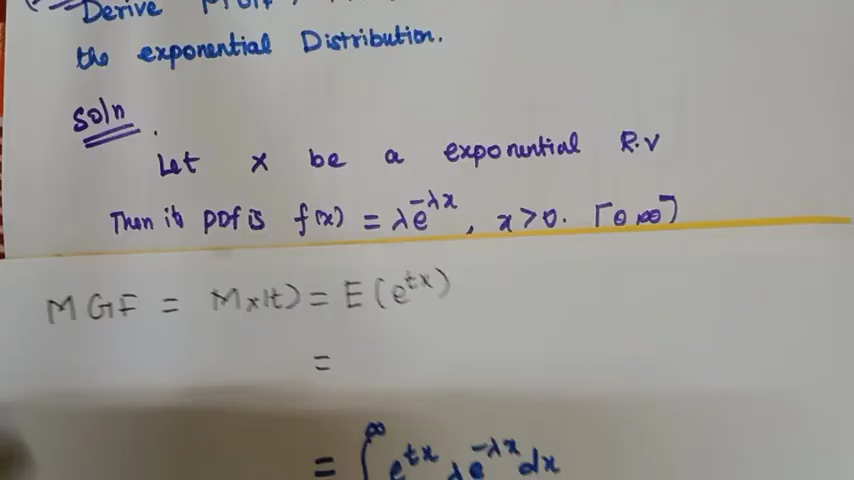 Derive MGF,
the exponential Distribution.
Soln.
Let x be a exponential R.V
Then its PDF is f(x) = λe^{-λx}, x>0. [0,∞)
MGF = Mx(t) = E(e^{tx})
=
= ∫^∞ e^{tx} λe^{-λx} dx